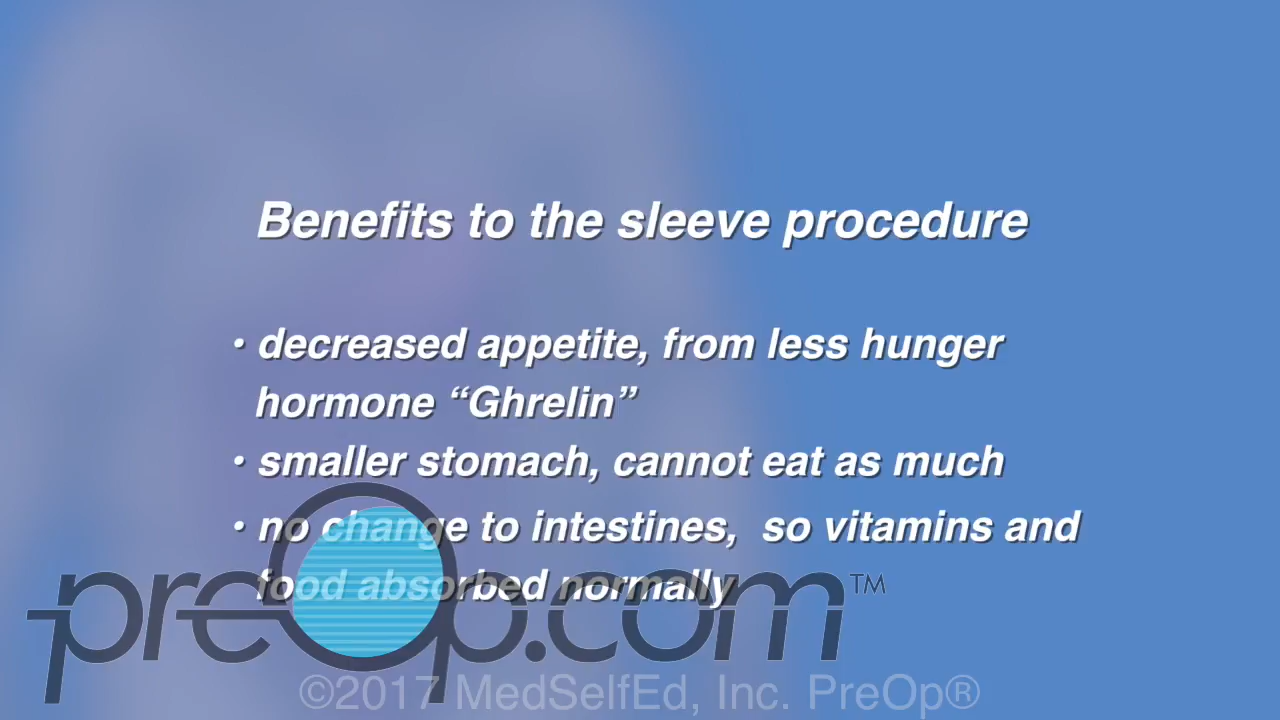 Benefits to the sleeve procedure
• decreased appetite, from less hunger
hormone “Ghrelin”
• smaller stomach, cannot eat as much
• no change to intestines,  so vitamins and
food absorbed normally
preOp.com™
©2017 MedSelfEd, Inc. PreOp®